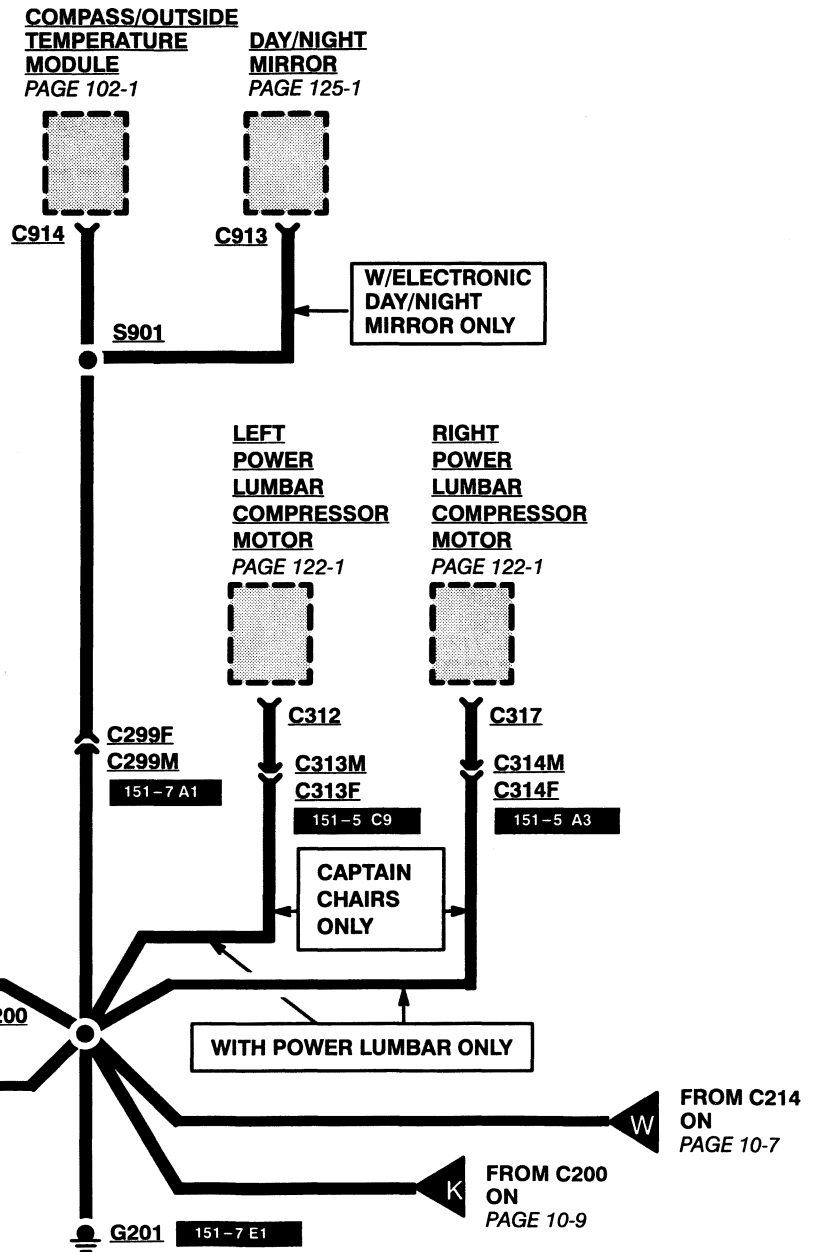 COMPASS/OUTSIDE
TEMPERATURE
MODULE
PAGE 102-1
DAY/NIGHT
MIRROR
PAGE 125-1
C914
C913
W/ELECTRONIC
DAY/NIGHT
MIRROR ONLY
S901
LEFT
POWER
LUMBAR
COMPRESSOR
MOTOR
PAGE 122-1
RIGHT
POWER
LUMBAR
COMPRESSOR
MOTOR
PAGE 122-1
C312
C317
C299F
C299M
151-7 A1
C313M
C313F
151-5 C9
C314M
C314F
151-5 A3
CAPTAIN
CHAIRS
ONLY
200
WITH POWER LUMBAR ONLY
W
FROM C214
ON
PAGE 10-7
K
FROM C200
ON
PAGE 10-9
G201
151-7 E1